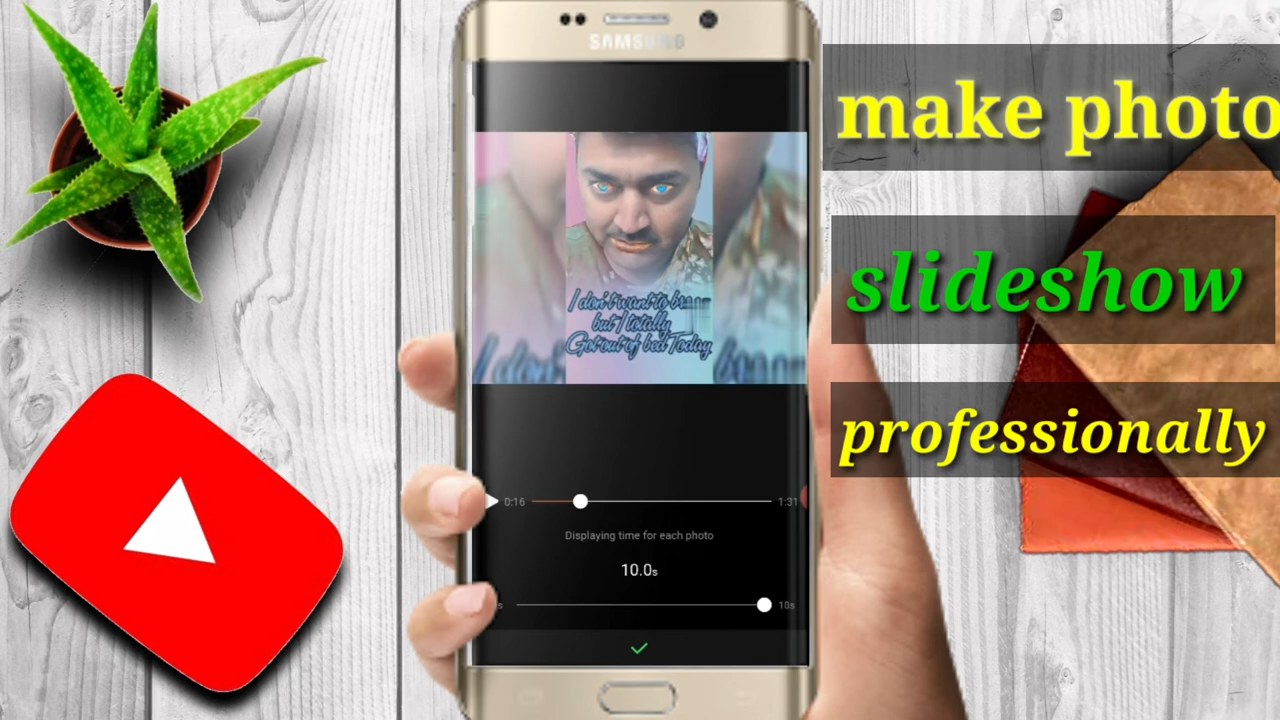 SAMSUNG
make photo
slideshow
professionally
I don't want to
but I totally
Got out of bed Today
I don't
0:16
1:31
Displaying time for each photo
10.0s
s
10s